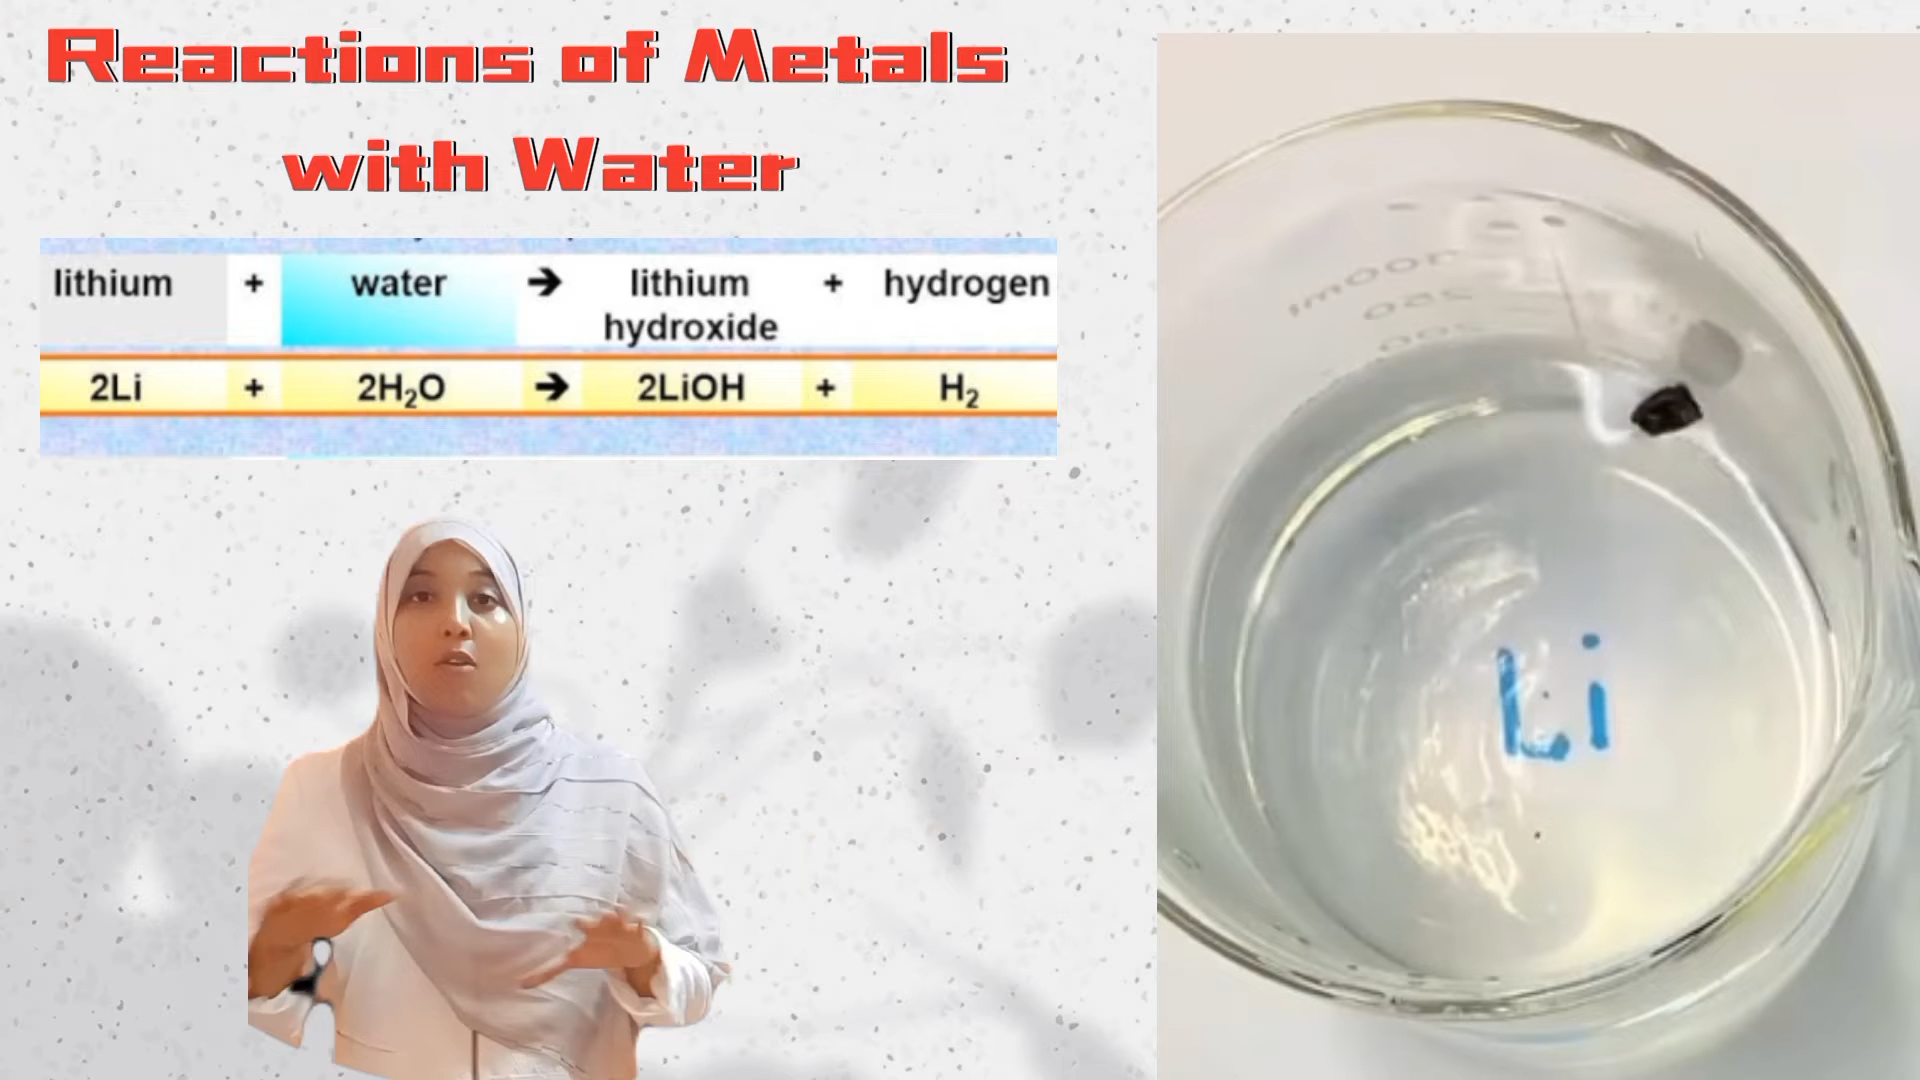 Reactions of Metals
with Water
lithium + water → lithium hydroxide + hydrogen
2Li + 2H₂O → 2LiOH + H₂
Li